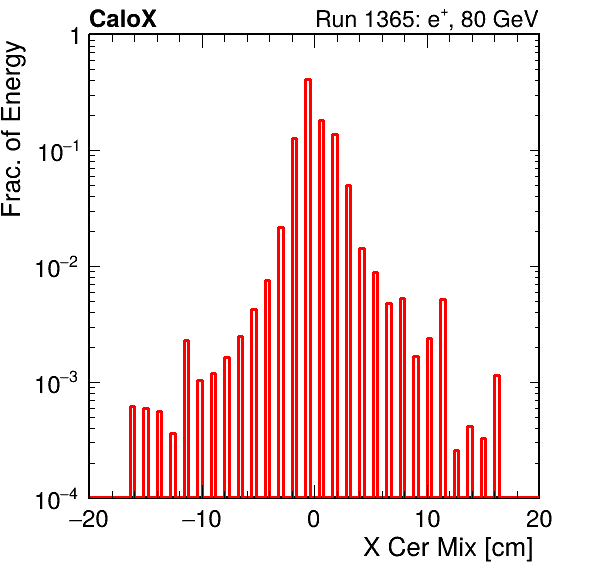 CaloX Run 1365: e⁺, 80 GeV
Frac. of Energy
1
10⁻¹
10⁻²
10⁻³
10⁻⁴
−20 −10 0 10 20
X Cer Mix [cm]